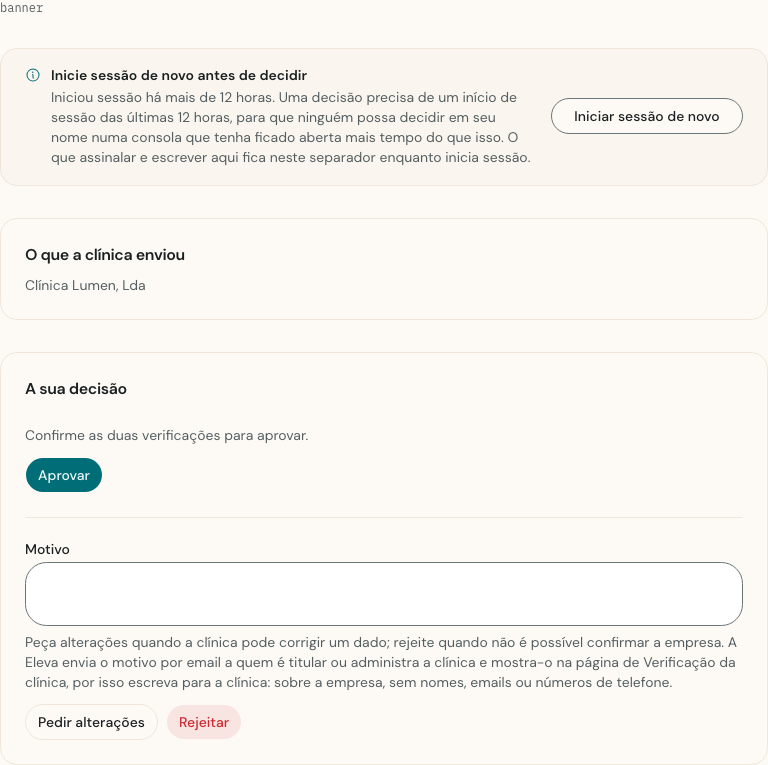 banner
Inicie sessão de novo antes de decidir
Iniciou sessão há mais de 12 horas. Uma decisão precisa de um início de
sessão das últimas 12 horas, para que ninguém possa decidir em seu
nome numa consola que tenha ficado aberta mais tempo do que isso. O
que assinalar e escrever aqui fica neste separador enquanto inicia sessão.
Iniciar sessão de novo
O que a clínica enviou
Clínica Lumen, Lda
A sua decisão
Confirme as duas verificações para aprovar.
Aprovar
Motivo
Peça alterações quando a clínica pode corrigir um dado; rejeite quando não é possível confirmar a empresa. A
Eleva envia o motivo por email a quem é titular ou administra a clínica e mostra-o na página de Verificação da
clínica, por isso escreva para a clínica: sobre a empresa, sem nomes, emails ou números de telefone.
Pedir alterações
Rejeitar